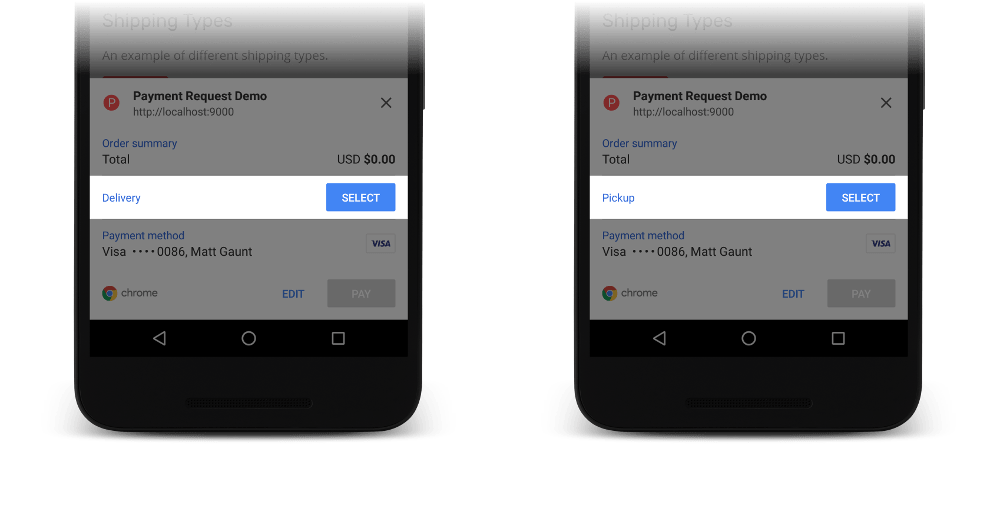 Shipping Types
An example of different shipping types.
P
Payment Request Demo
http://localhost:9000
Order summary
Total USD $0.00
Delivery SELECT
Payment method
Visa ••••0086, Matt Gaunt VISA
chrome EDIT PAY
Shipping Types
An example of different shipping types.
P
Payment Request Demo
http://localhost:9000
Order summary
Total USD $0.00
Pickup SELECT
Payment method
Visa ••••0086, Matt Gaunt VISA
chrome EDIT PAY